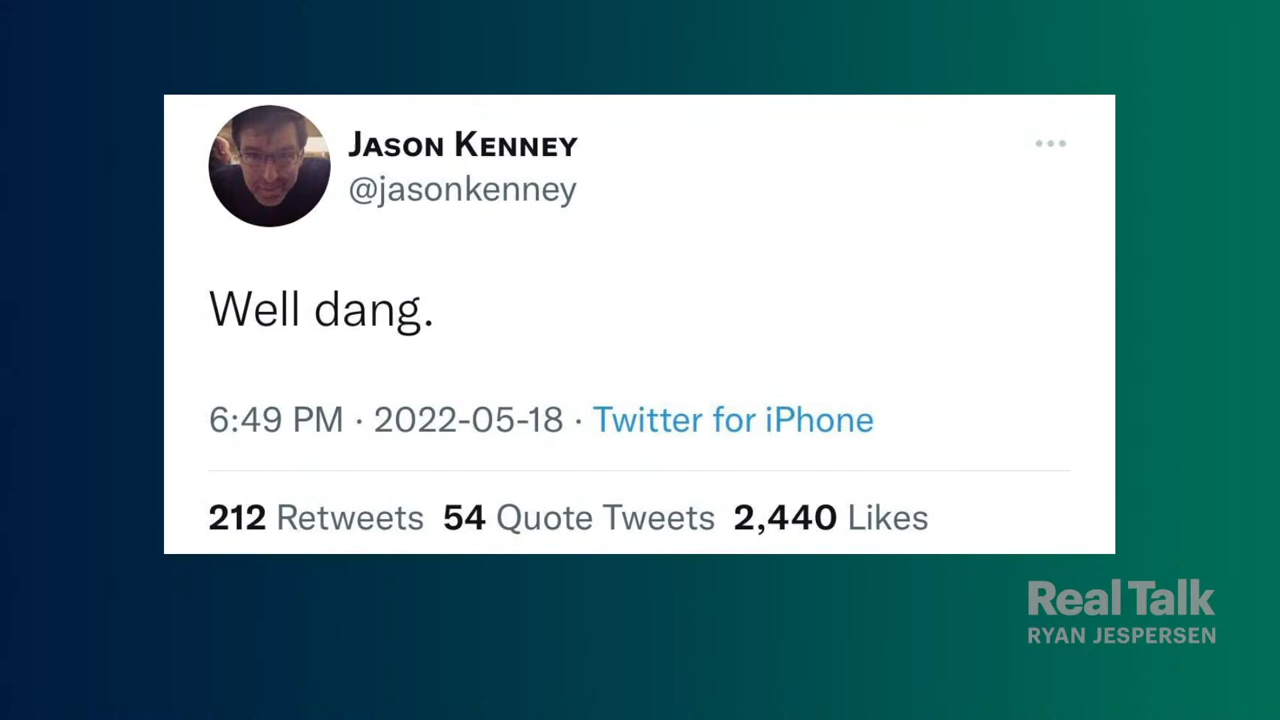 JASON KENNEY
@jasonkenney
Well dang.
6:49 PM · 2022-05-18 · Twitter for iPhone
212 Retweets 54 Quote Tweets 2,440 Likes
Real Talk
RYAN JESPERSEN